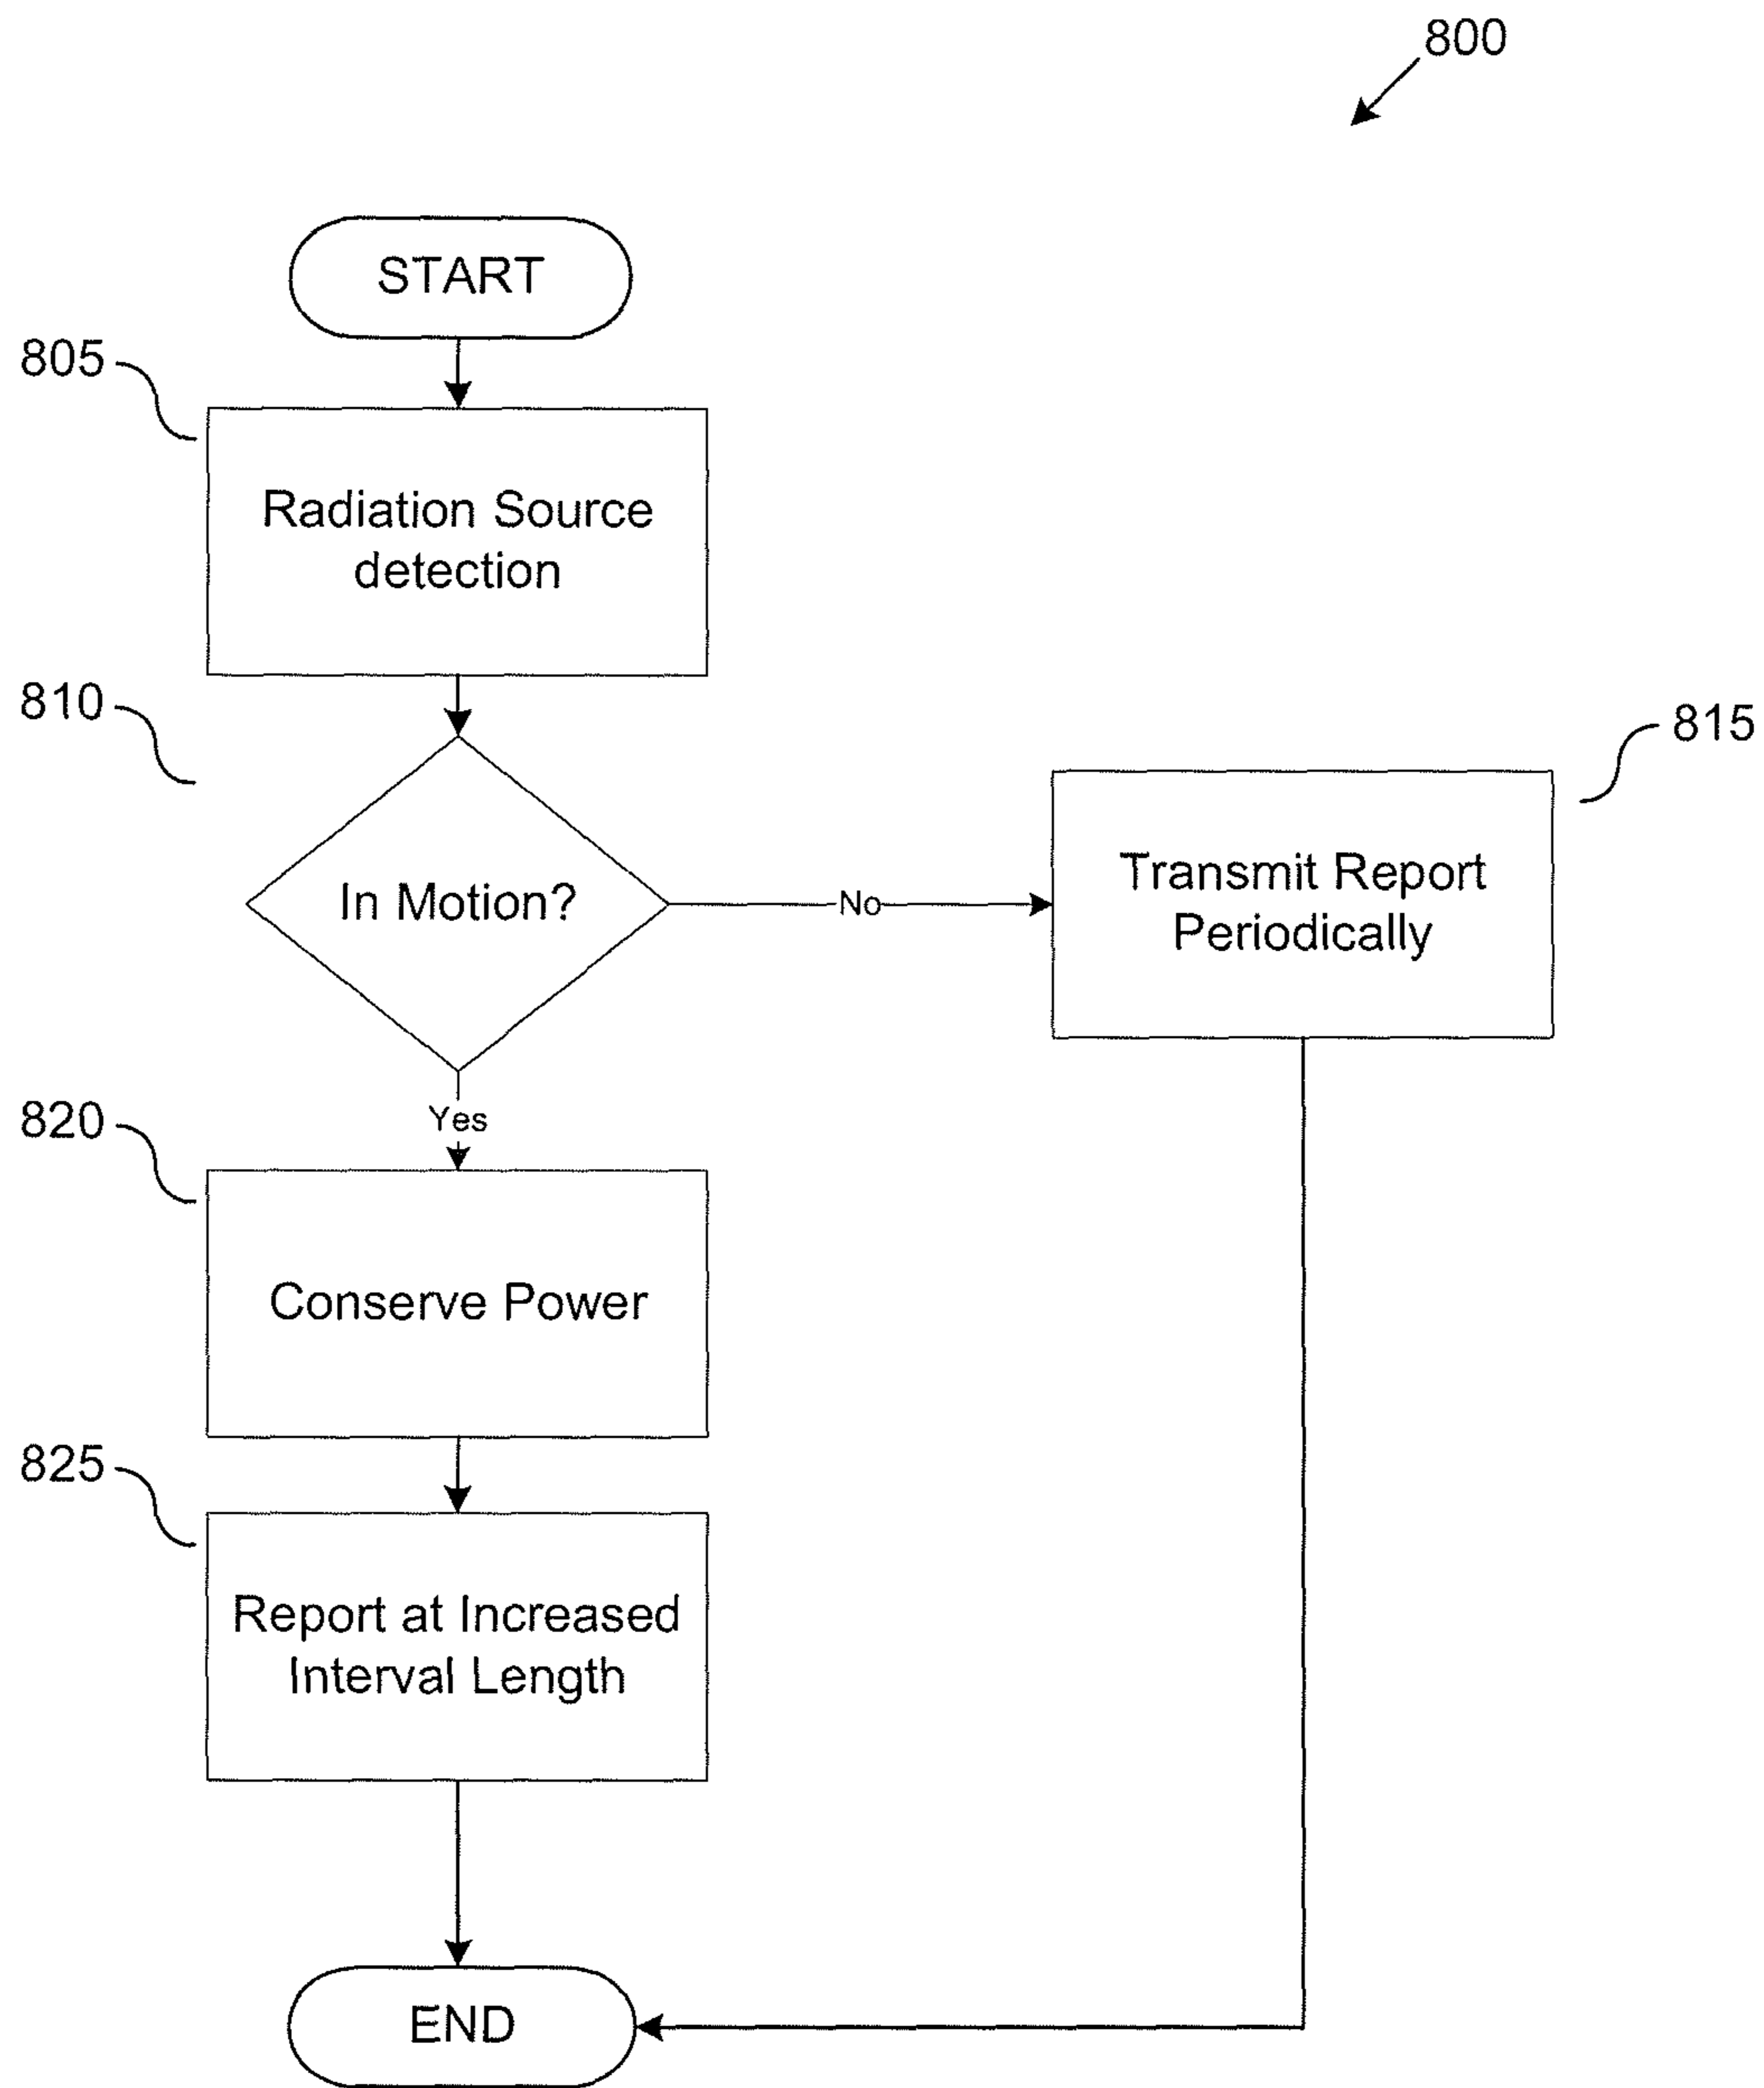 800
START
805
Radiation Source
detection
810
815
In Motion?
No
Transmit Report
Periodically
Yes
820
Conserve Power
825
Report at Increased
Interval Length
END